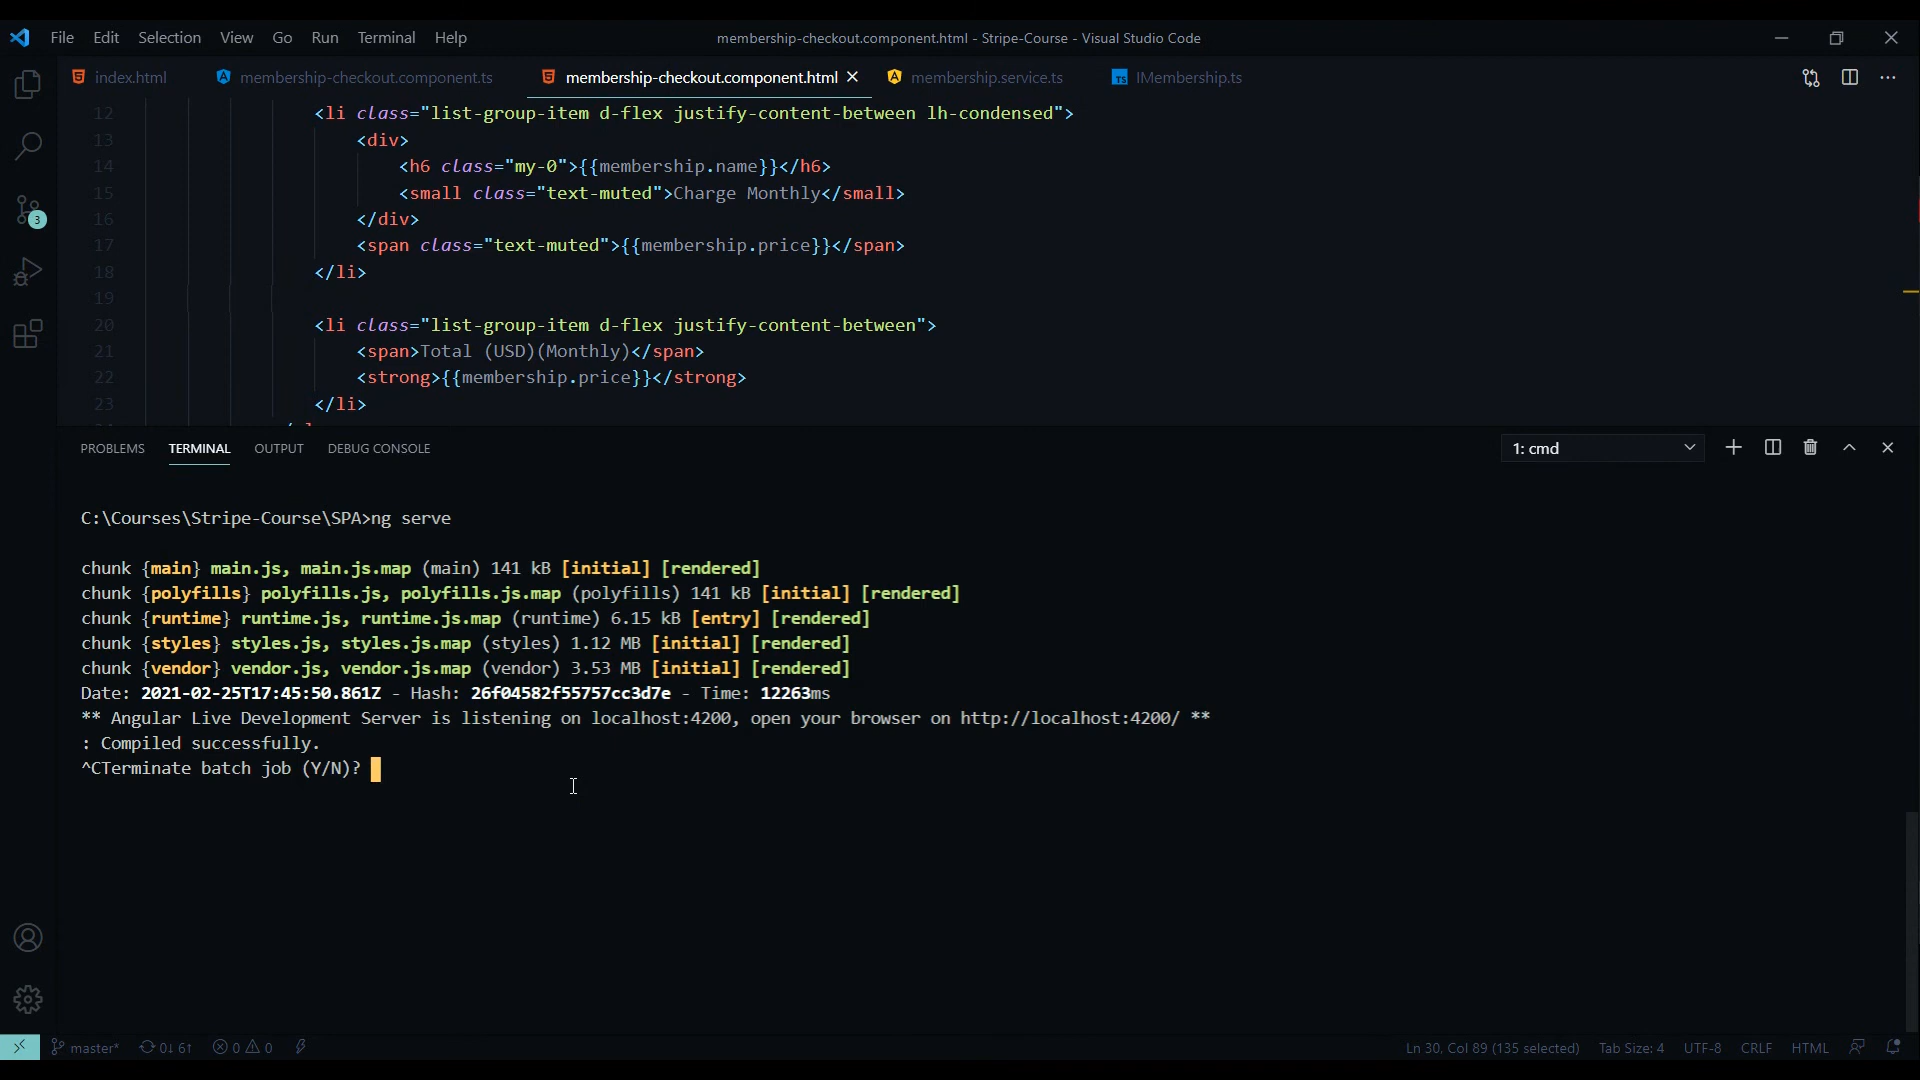 File Edit Selection View Go Run Terminal Help
membership-checkout.component.html - Stripe-Course - Visual Studio Code
index.html membership-checkout.component.ts membership-checkout.component.html membership.service.ts IMembership.ts
12 <li class="list-group-item d-flex justify-content-between lh-condensed">
13 <div>
14 <h6 class="my-0">{{membership.name}}</h6>
15 <small class="text-muted">Charge Monthly</small>
16 </div>
17 <span class="text-muted">{{membership.price}}</span>
18 </li>
19
20 <li class="list-group-item d-flex justify-content-between">
21 <span>Total (USD)(Monthly)</span>
22 <strong>{{membership.price}}</strong>
23 </li>
3
PROBLEMS TERMINAL OUTPUT DEBUG CONSOLE
1: cmd
C:\Courses\Stripe-Course\SPA>ng serve
chunk {main} main.js, main.js.map (main) 141 kB [initial] [rendered]
chunk {polyfills} polyfills.js, polyfills.js.map (polyfills) 141 kB [initial] [rendered]
chunk {runtime} runtime.js, runtime.js.map (runtime) 6.15 kB [entry] [rendered]
chunk {styles} styles.js, styles.js.map (styles) 1.12 MB [initial] [rendered]
chunk {vendor} vendor.js, vendor.js.map (vendor) 3.53 MB [initial] [rendered]
Date: 2021-02-25T17:45:50.861Z - Hash: 26f04582f55757cc3d7e - Time: 12263ms
** Angular Live Development Server is listening on localhost:4200, open your browser on http://localhost:4200/ **
: Compiled successfully.
^CTerminate batch job (Y/N)?
master* 0↓ 6↑ 0 0
Ln 30, Col 89 (135 selected) Tab Size: 4 UTF-8 CRLF HTML